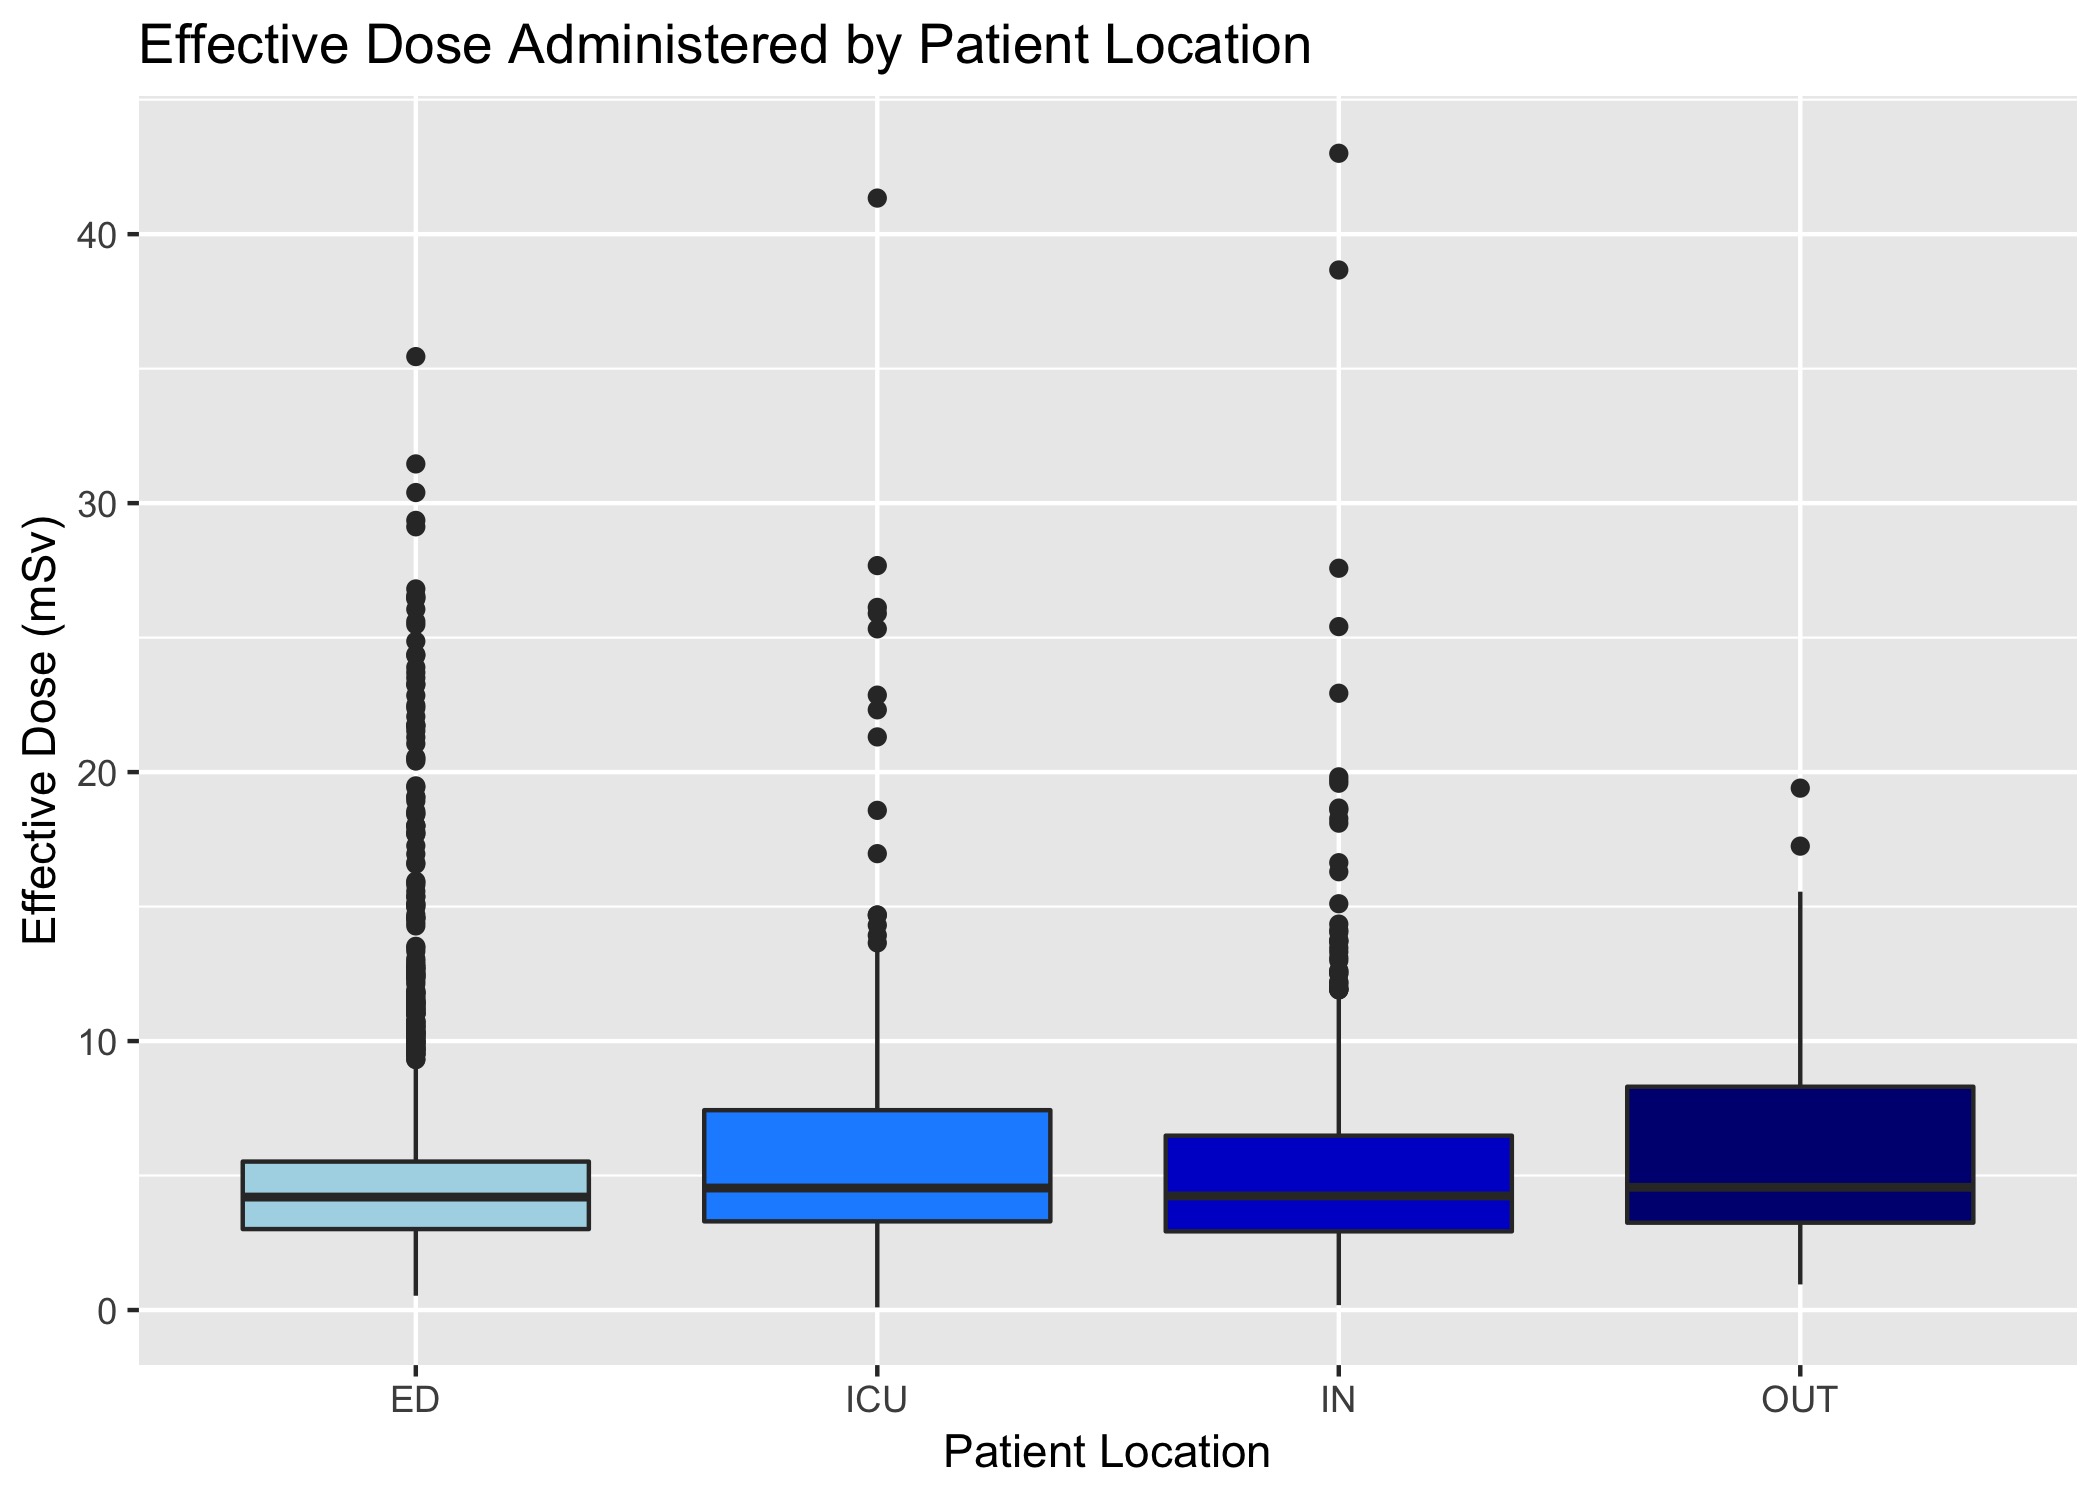 Effective Dose Administered by Patient Location
Effective Dose (mSv)
40
30
20
10
0
ED ICU IN OUT
Patient Location